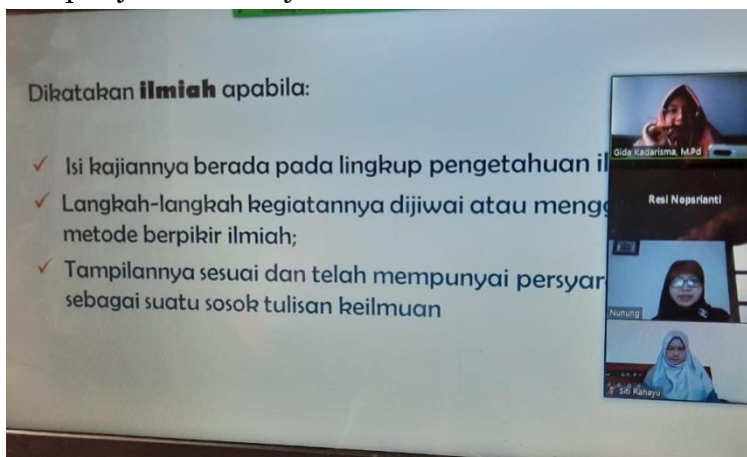 Dikatakan ilmiah apabila:
✓ Isi kajiannya berada pada lingkup pengetahuan il
✓ Langkah-langkah kegiatannya dijiwai atau mengg
metode berpikir ilmiah;
✓ Tampilannya sesuai dan telah mempunyai persyar
sebagai suatu sosok tulisan keilmuan
Gida Kadarisma, M.Pd
Resi Nopsrianti
Nunung
Siti Rahayu